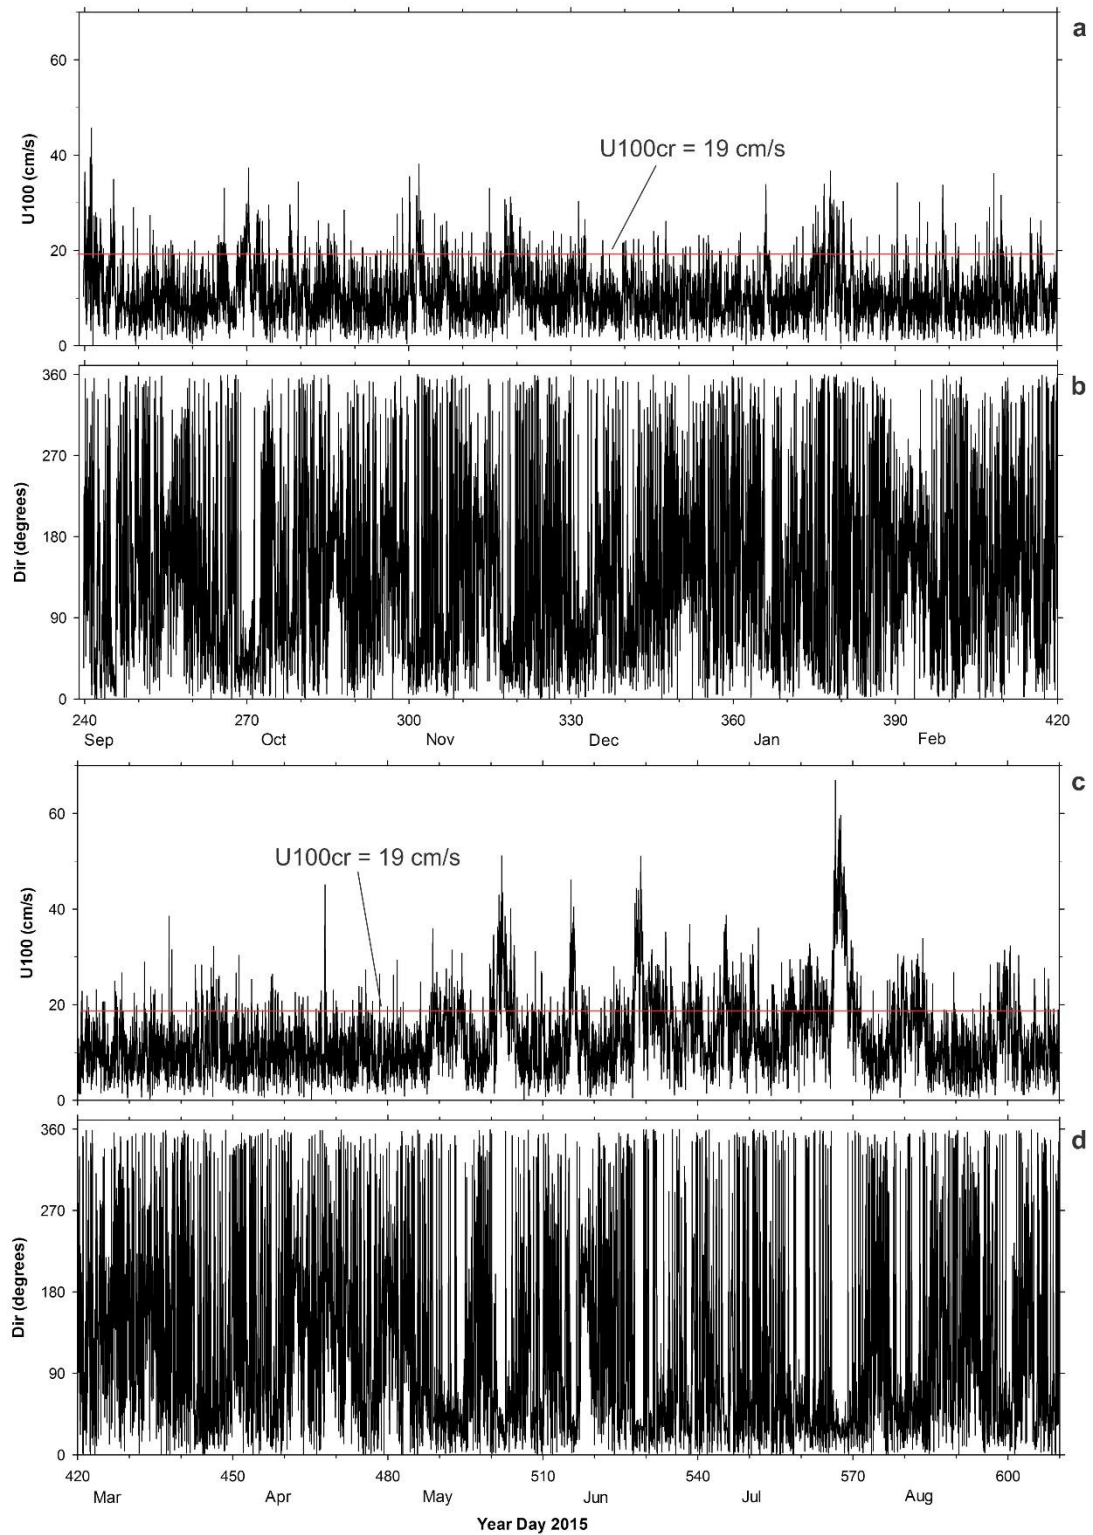 a
60
40
20
0
U100 (cm/s)
U100cr = 19 cm/s
b
360
270
180
90
0
Dir (degrees)
240 270 300 330 360 390 420
Sep Oct Nov Dec Jan Feb
c
60
40
20
0
U100 (cm/s)
U100cr = 19 cm/s
d
360
270
180
90
0
Dir (degrees)
420 450 480 510 540 570 600
Mar Apr May Jun Jul Aug
Year Day 2015